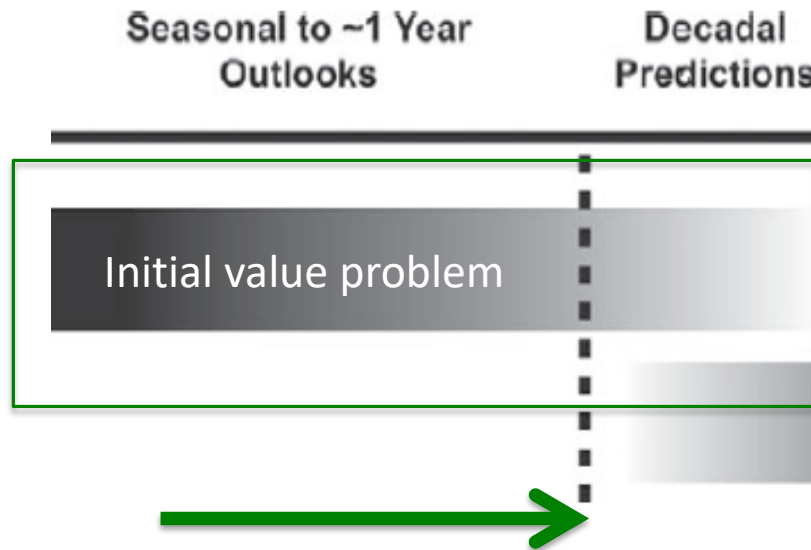 Seasonal to ~1 Year
Outlooks
Decadal
Predictions
Initial value problem